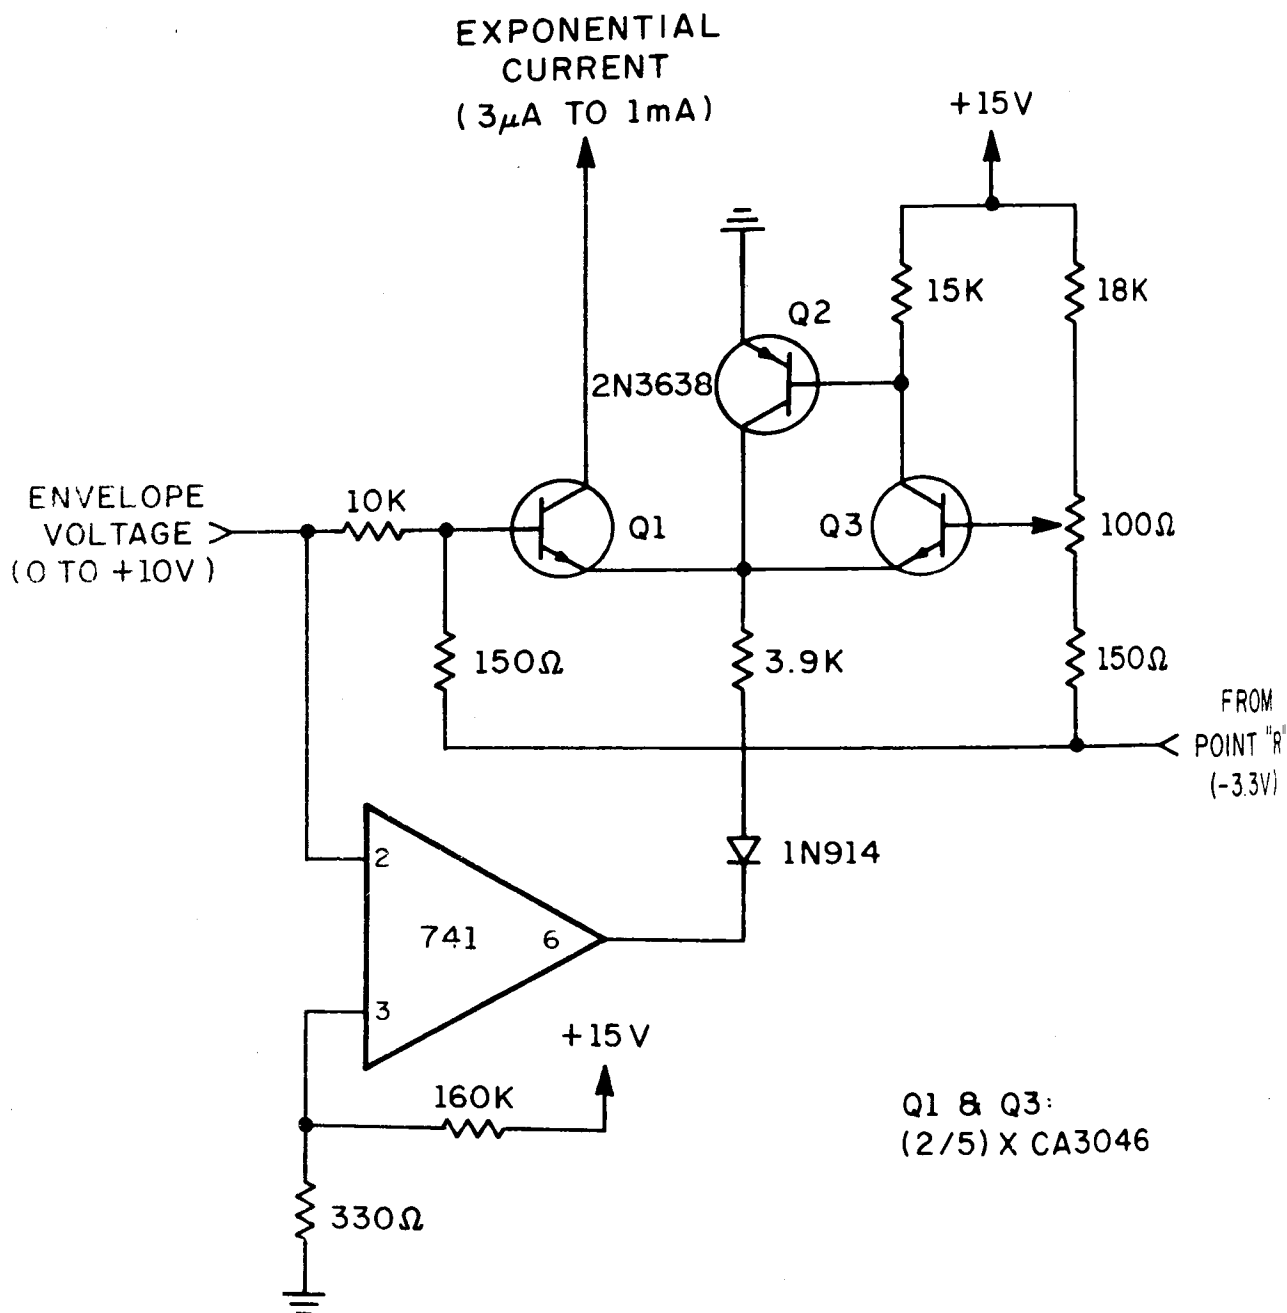 EXPONENTIAL
CURRENT
(3μA TO 1mA)
+15V
15K
18K
Q2
2N3638
ENVELOPE
VOLTAGE
(0 TO +10V)
10K
Q1
Q3
100Ω
150Ω
3.9K
150Ω
FROM
POINT "R"
(-3.3V)
2
1N914
741
6
3
+15V
160K
Q1 & Q3:
(2/5) X CA3046
330Ω